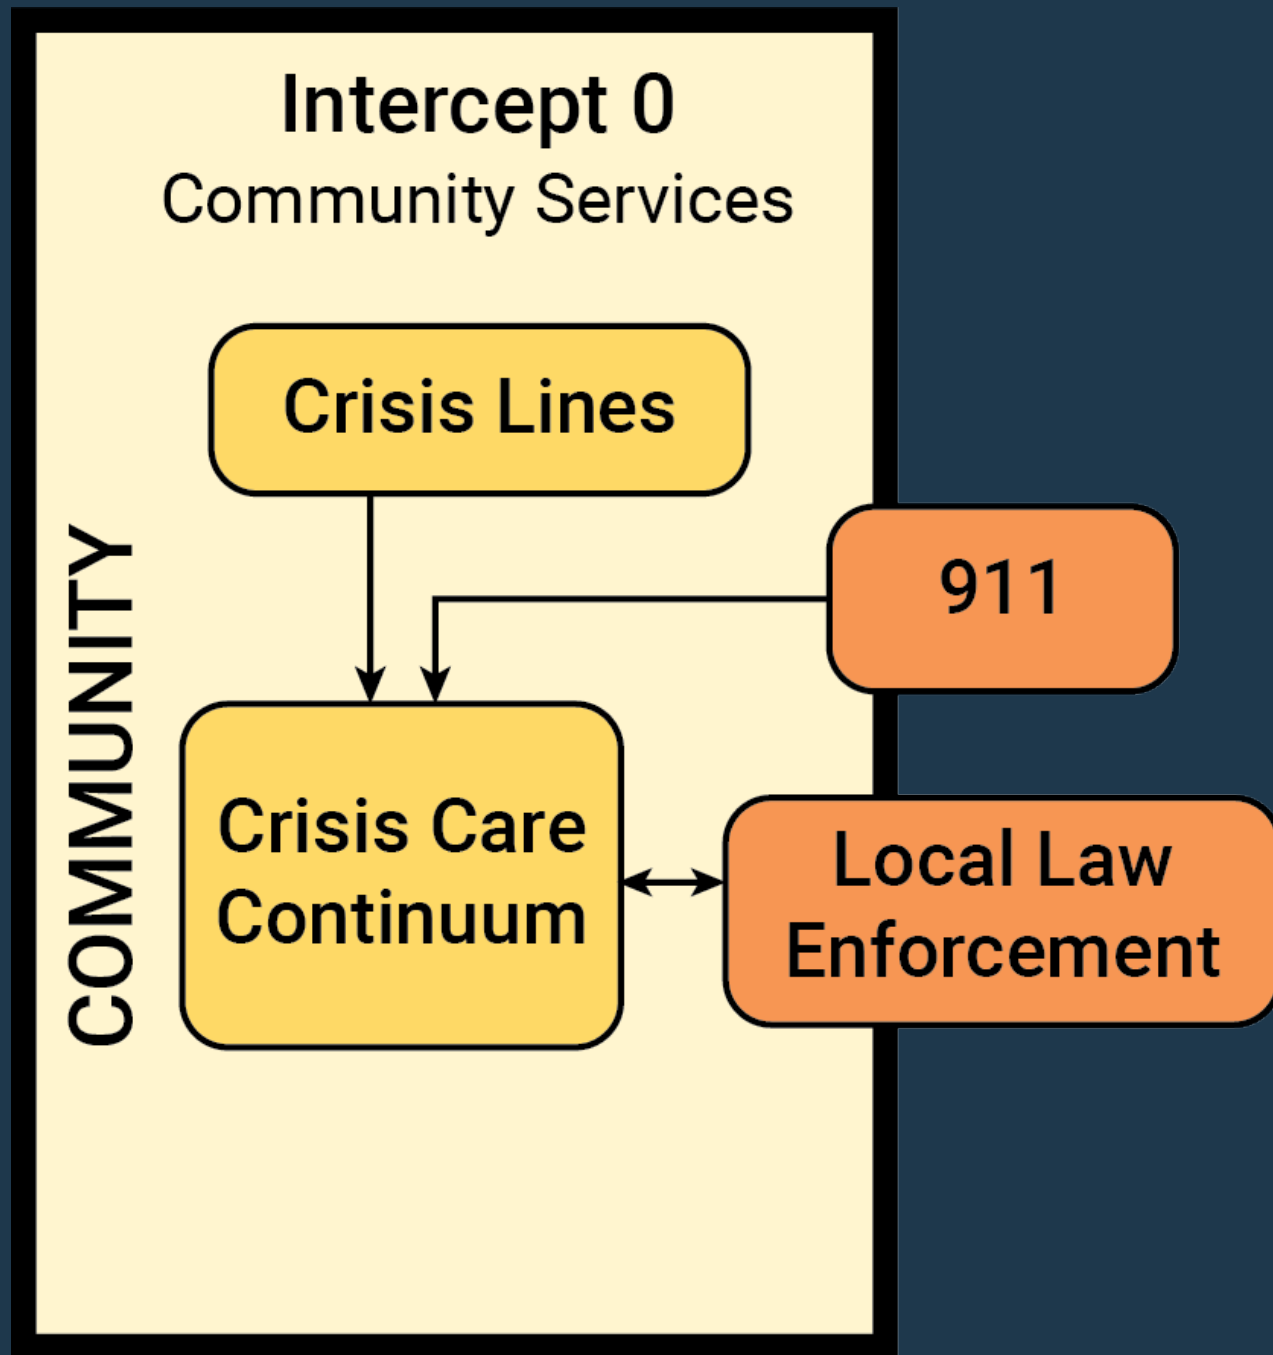 Intercept 0
Community Services
Crisis Lines
911
COMMUNITY
Crisis Care
Continuum
Local Law
Enforcement